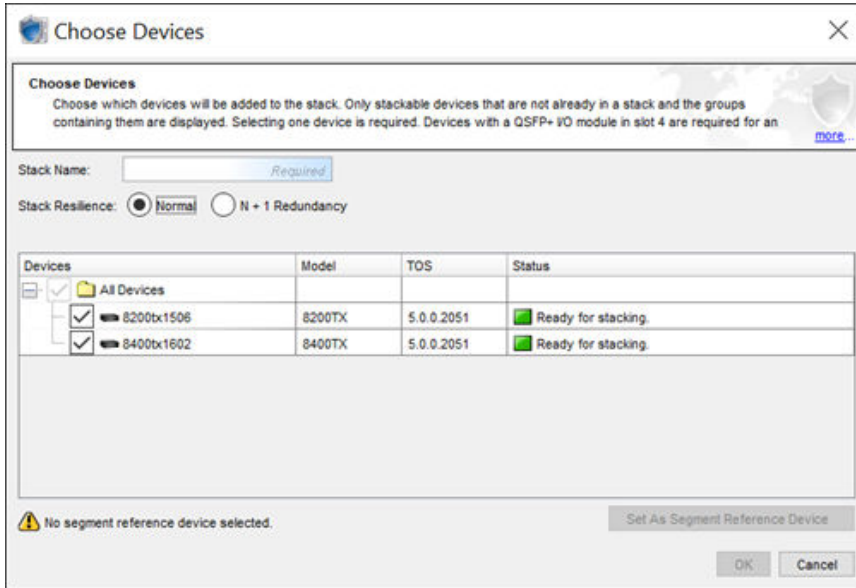 Choose Devices
Choose Devices
Choose which devices will be added to the stack. Only stackable devices that are not already in a stack and the groups
containing them are displayed. Selecting one device is required. Devices with a QSFP+ I/O module in slot 4 are required for an
more...
Stack Name: Required
Stack Resilience: Normal N + 1 Redundancy
Devices Model TOS Status
All Devices
8200tx1506 8200TX 5.0.0.2051 Ready for stacking.
8400tx1602 8400TX 5.0.0.2051 Ready for stacking.
No segment reference device selected. Set As Segment Reference Device
OK Cancel